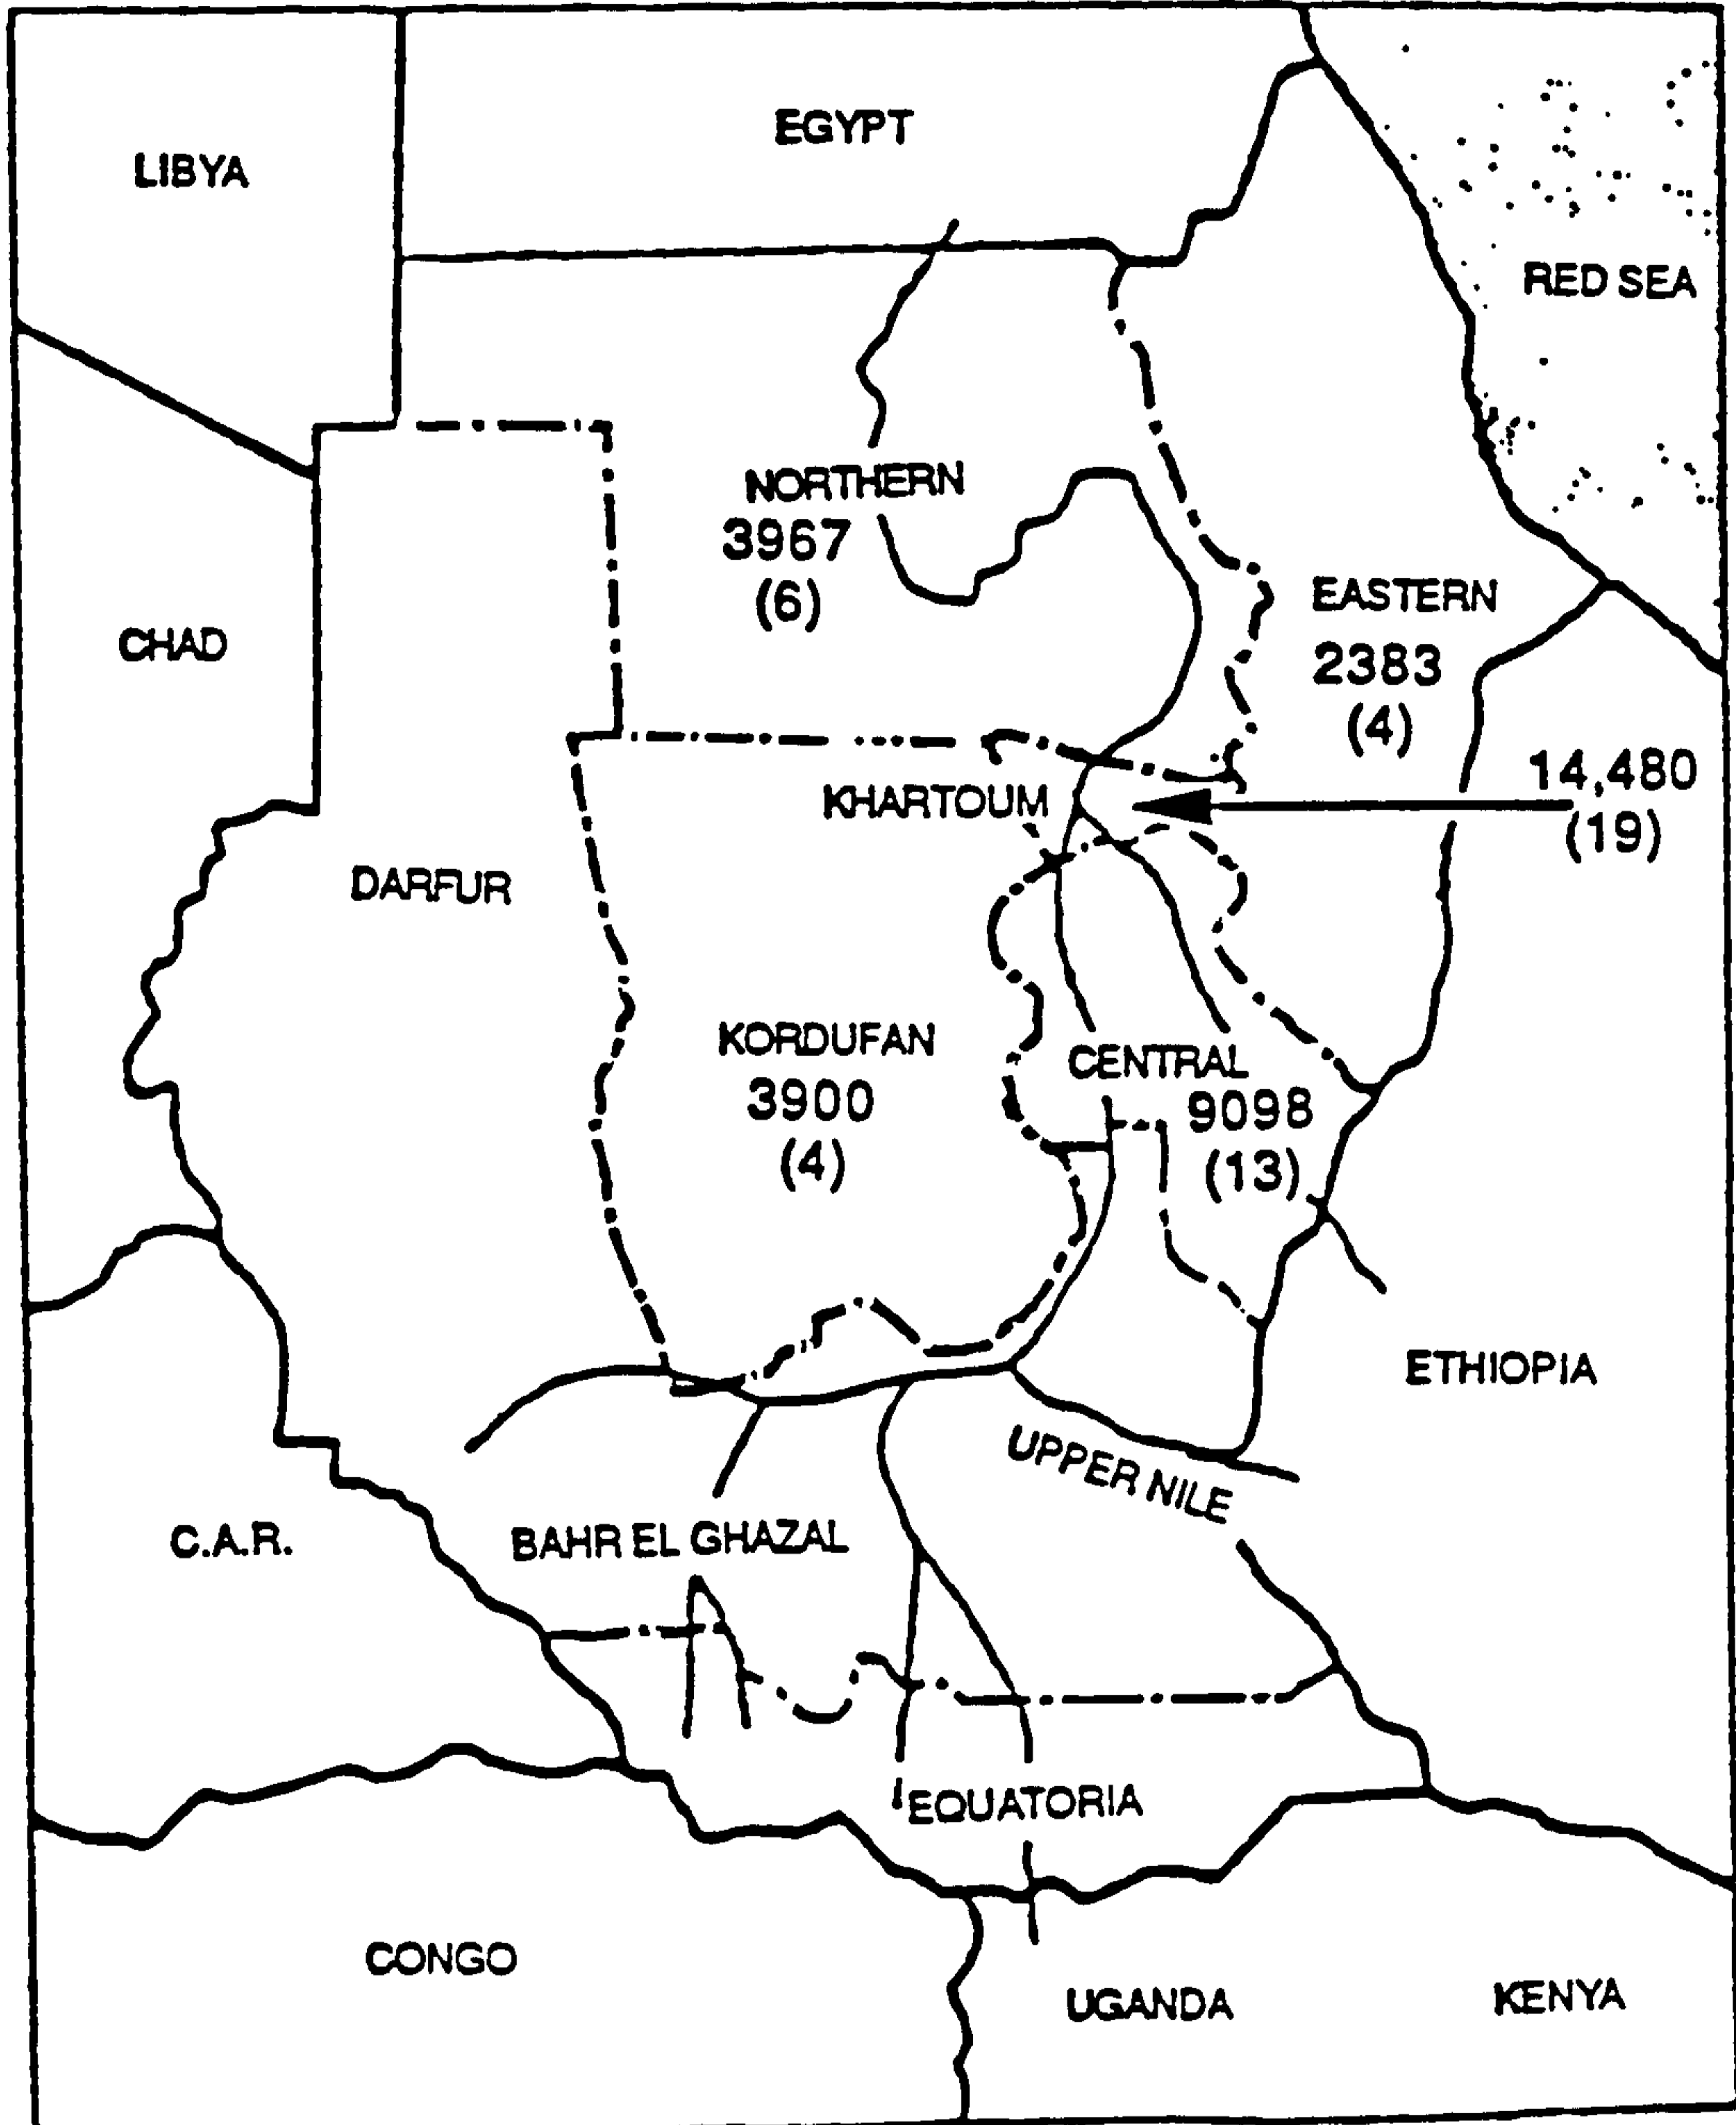 EGYPT
LIBYA
RED SEA
NORTHERN
3967
(6)
EASTERN
2383
(4)
CHAD
14,480
(19)
KHARTOUM
DARFUR
KORDUFAN
3900
(4)
CENTRAL
9098
(13)
ETHIOPIA
UPPER NILE
C.A.R.
BAHR EL GHAZAL
EQUATORIA
CONGO
UGANDA
KENYA